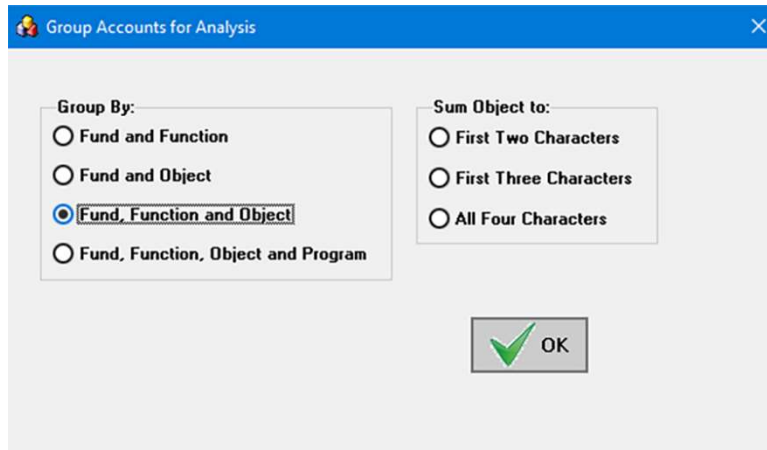 Group Accounts for Analysis
Group By:
Fund and Function
Fund and Object
Fund, Function and Object
Fund, Function, Object and Program
Sum Object to:
First Two Characters
First Three Characters
All Four Characters
OK